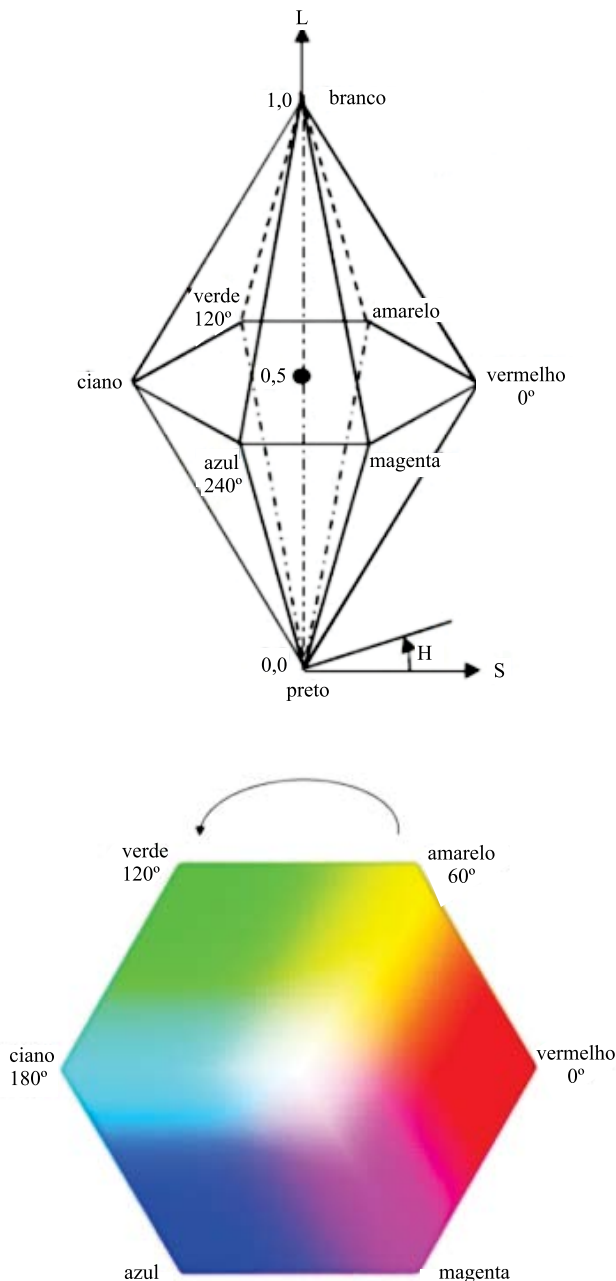 L
1,0 branco
verde
120º
amarelo
ciano
0,5
vermelho
0º
azul
240º
magenta
H
0,0
S
preto
verde
120º
amarelo
60º
ciano
180º
vermelho
0º
azul
magenta